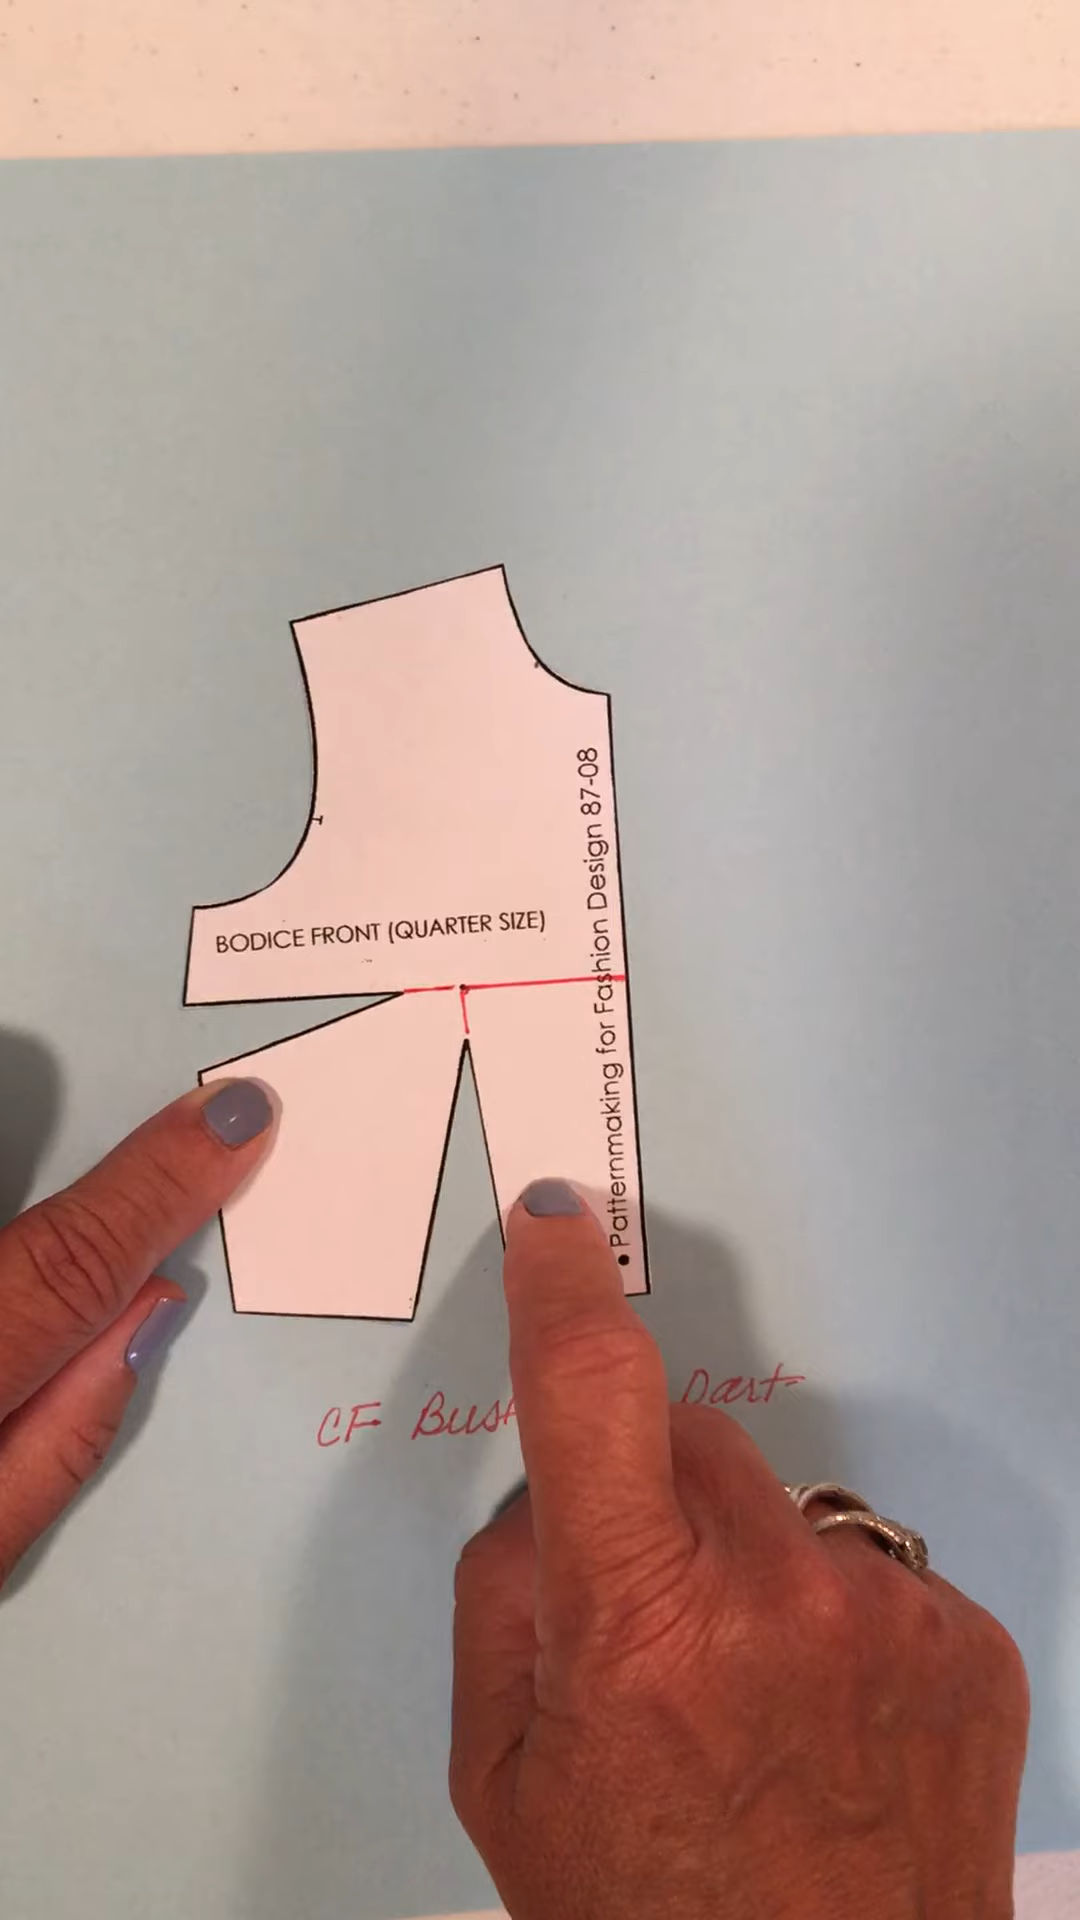 BODICE FRONT (QUARTER SIZE)
• Patternmaking for Fashion Design 87-08
CF Dart